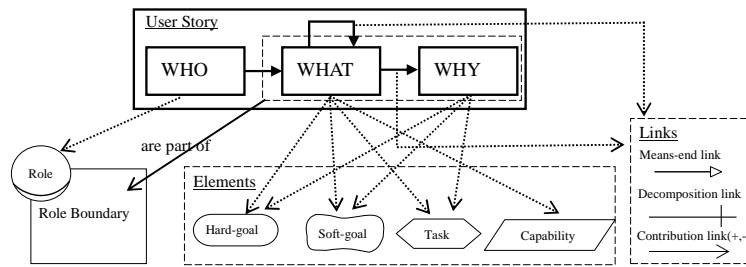 User Story
WHO
WHAT
WHY
are part of
Role
Role Boundary
Elements
Hard-goal
Soft-goal
Task
Capability
Links
Means-end link
Decomposition link
Contribution link(+,-